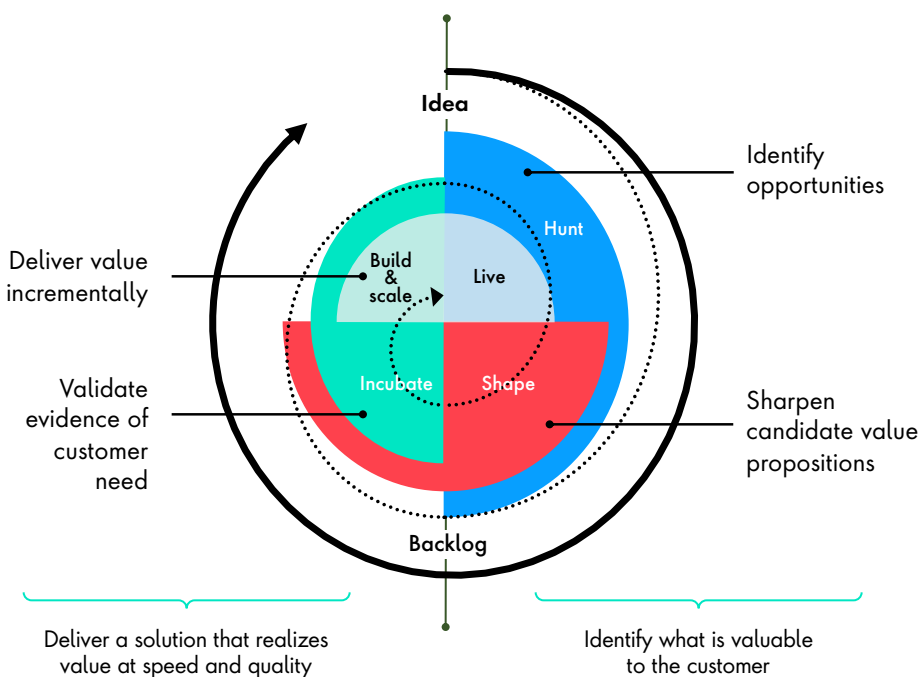 Idea
Identify
opportunities
Hunt
Build
&
scale
Live
Deliver value
incrementally
Incubate
Shape
Validate
evidence of
customer
need
Sharpen
candidate value
propositions
Backlog
Deliver a solution that realizes
value at speed and quality
Identify what is valuable
to the customer